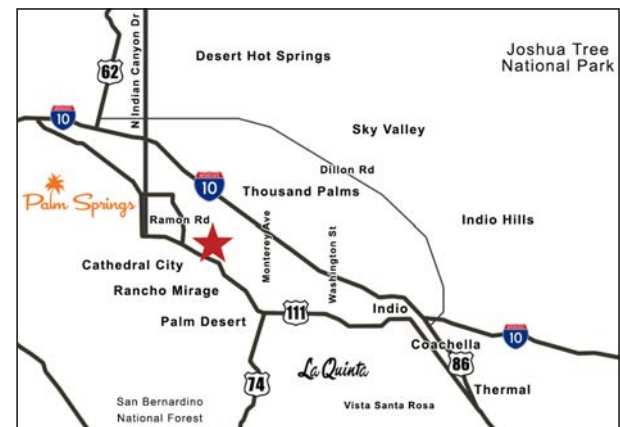 N Indian Canyon Dr
62
Desert Hot Springs
Joshua Tree
National Park
10
Sky Valley
Dillon Rd
10
Thousand Palms
Palm Springs
Ramon Rd
Monterey Ave
Washington St
Indio Hills
Cathedral City
Rancho Mirage
Palm Desert
111
Indio
10
Coachella
86
74
La Quinta
Thermal
San Bernardino
National Forest
Vista Santa Rosa